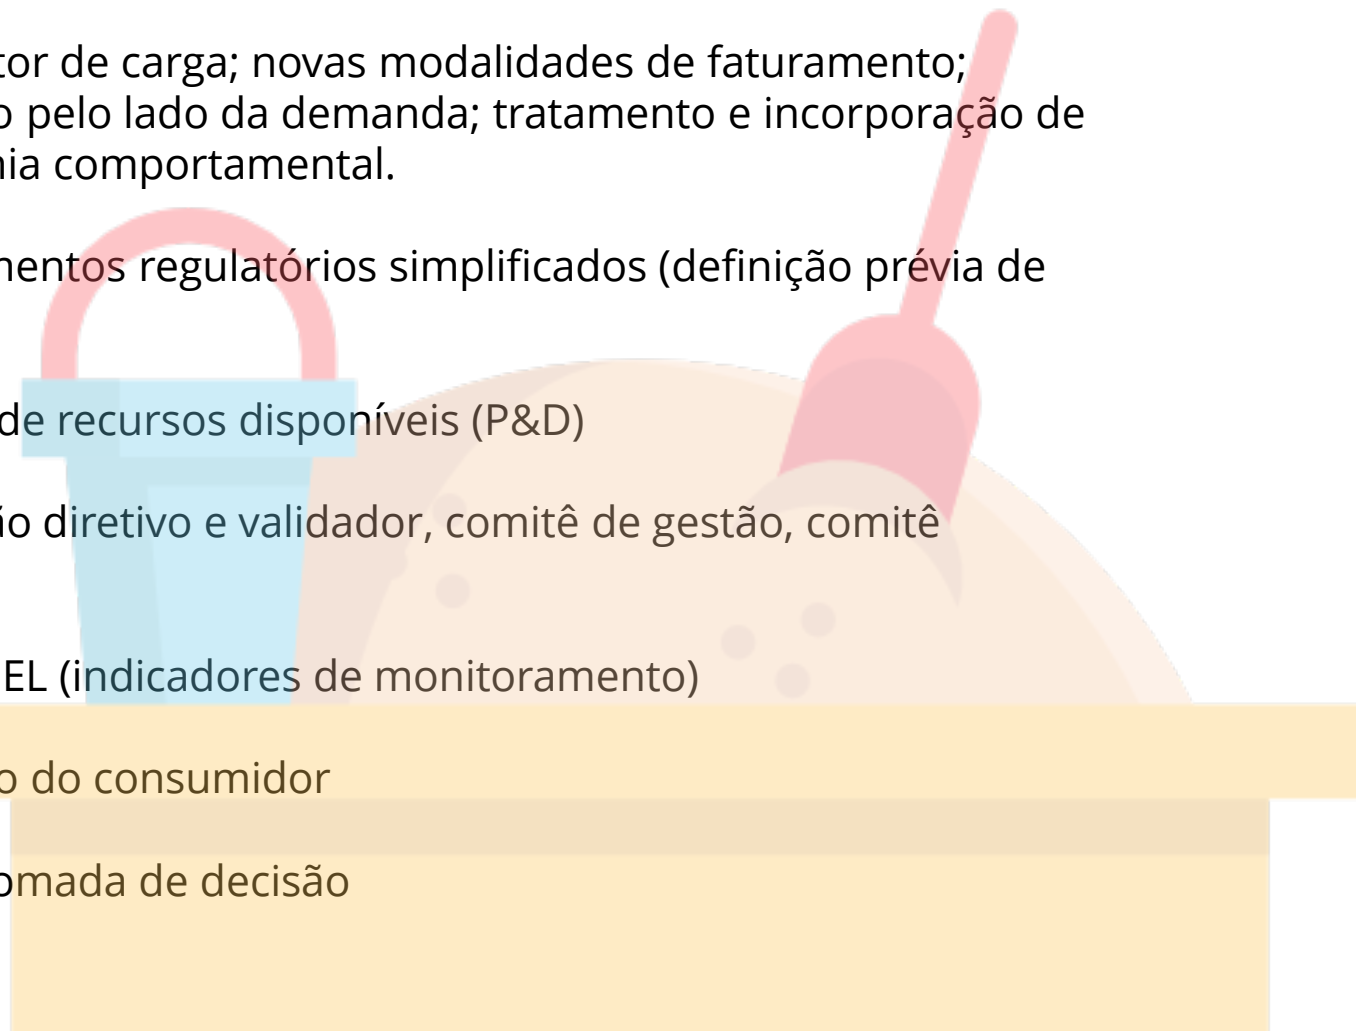 tor de carga; novas modalidades de faturamento;
o pelo lado da demanda; tratamento e incorporação de
nia comportamental.
mentos regulatórios simplificados (definição prévia de
de recursos disponíveis (P&D)
ão diretivo e validador, comitê de gestão, comitê
EL (indicadores de monitoramento)
o do consumidor
omada de decisão